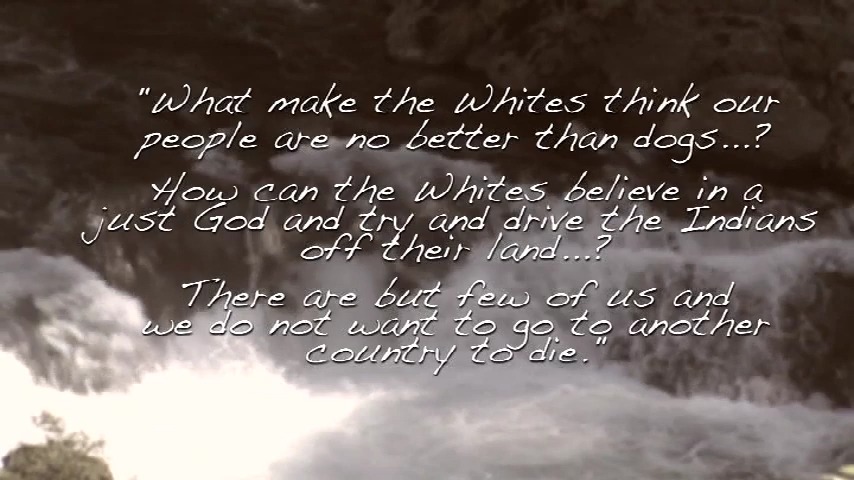 "What make the Whites think our
people are no better than dogs...?
How can the Whites believe in a
just God and try and drive the Indians
off their land...?
There are but few of us and
we do not want to go to another
country to die."